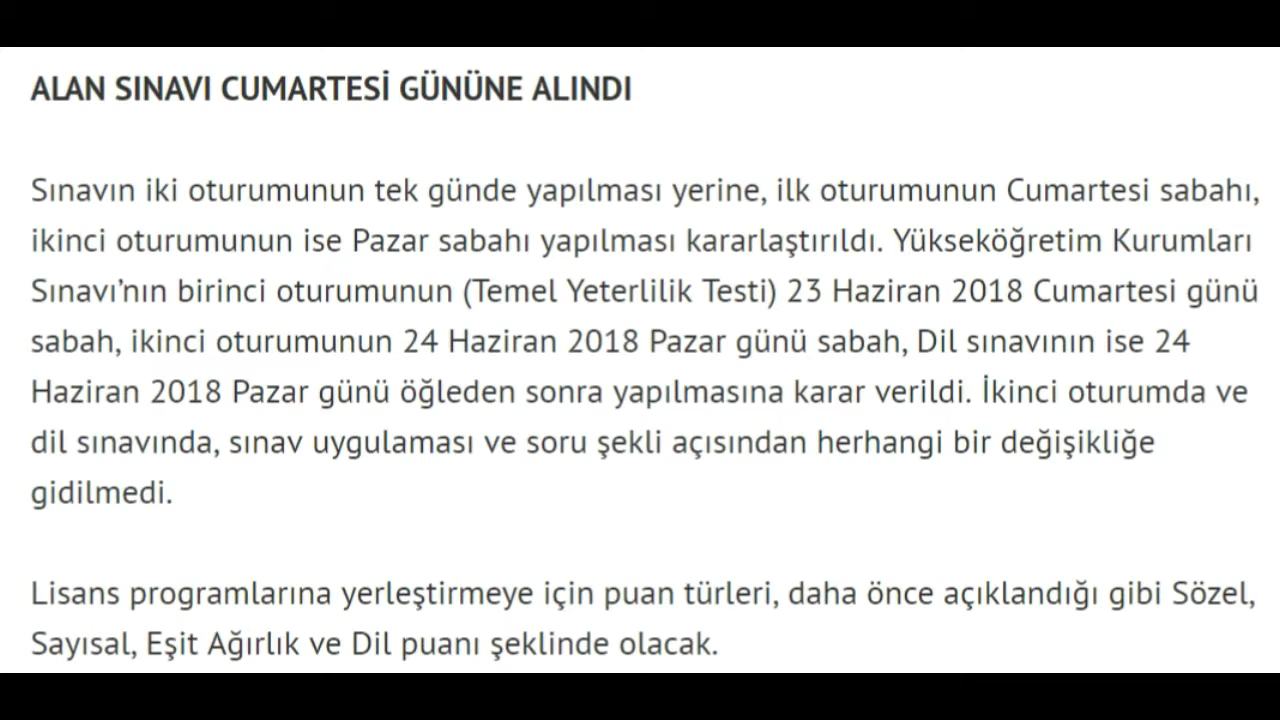 ALAN SINAVI CUMARTESİ GÜNÜNE ALINDI
Sınavın iki oturumunun tek günde yapılması yerine, ilk oturumunun Cumartesi sabahı,
ikinci oturumunun ise Pazar sabahı yapılması kararlaştırıldı. Yükseköğretim Kurumları
Sınavı’nın birinci oturumunun (Temel Yeterlilik Testi) 23 Haziran 2018 Cumartesi günü
sabah, ikinci oturumunun 24 Haziran 2018 Pazar günü sabah, Dil sınavının ise 24
Haziran 2018 Pazar günü öğleden sonra yapılmasına karar verildi. İkinci oturumda ve
dil sınavında, sınav uygulaması ve soru şekli açısından herhangi bir değişikliğe
gidilmedi.
Lisans programlarına yerleştirmeye için puan türleri, daha önce açıklandığı gibi Sözel,
Sayısal, Eşit Ağırlık ve Dil puanı şeklinde olacak.